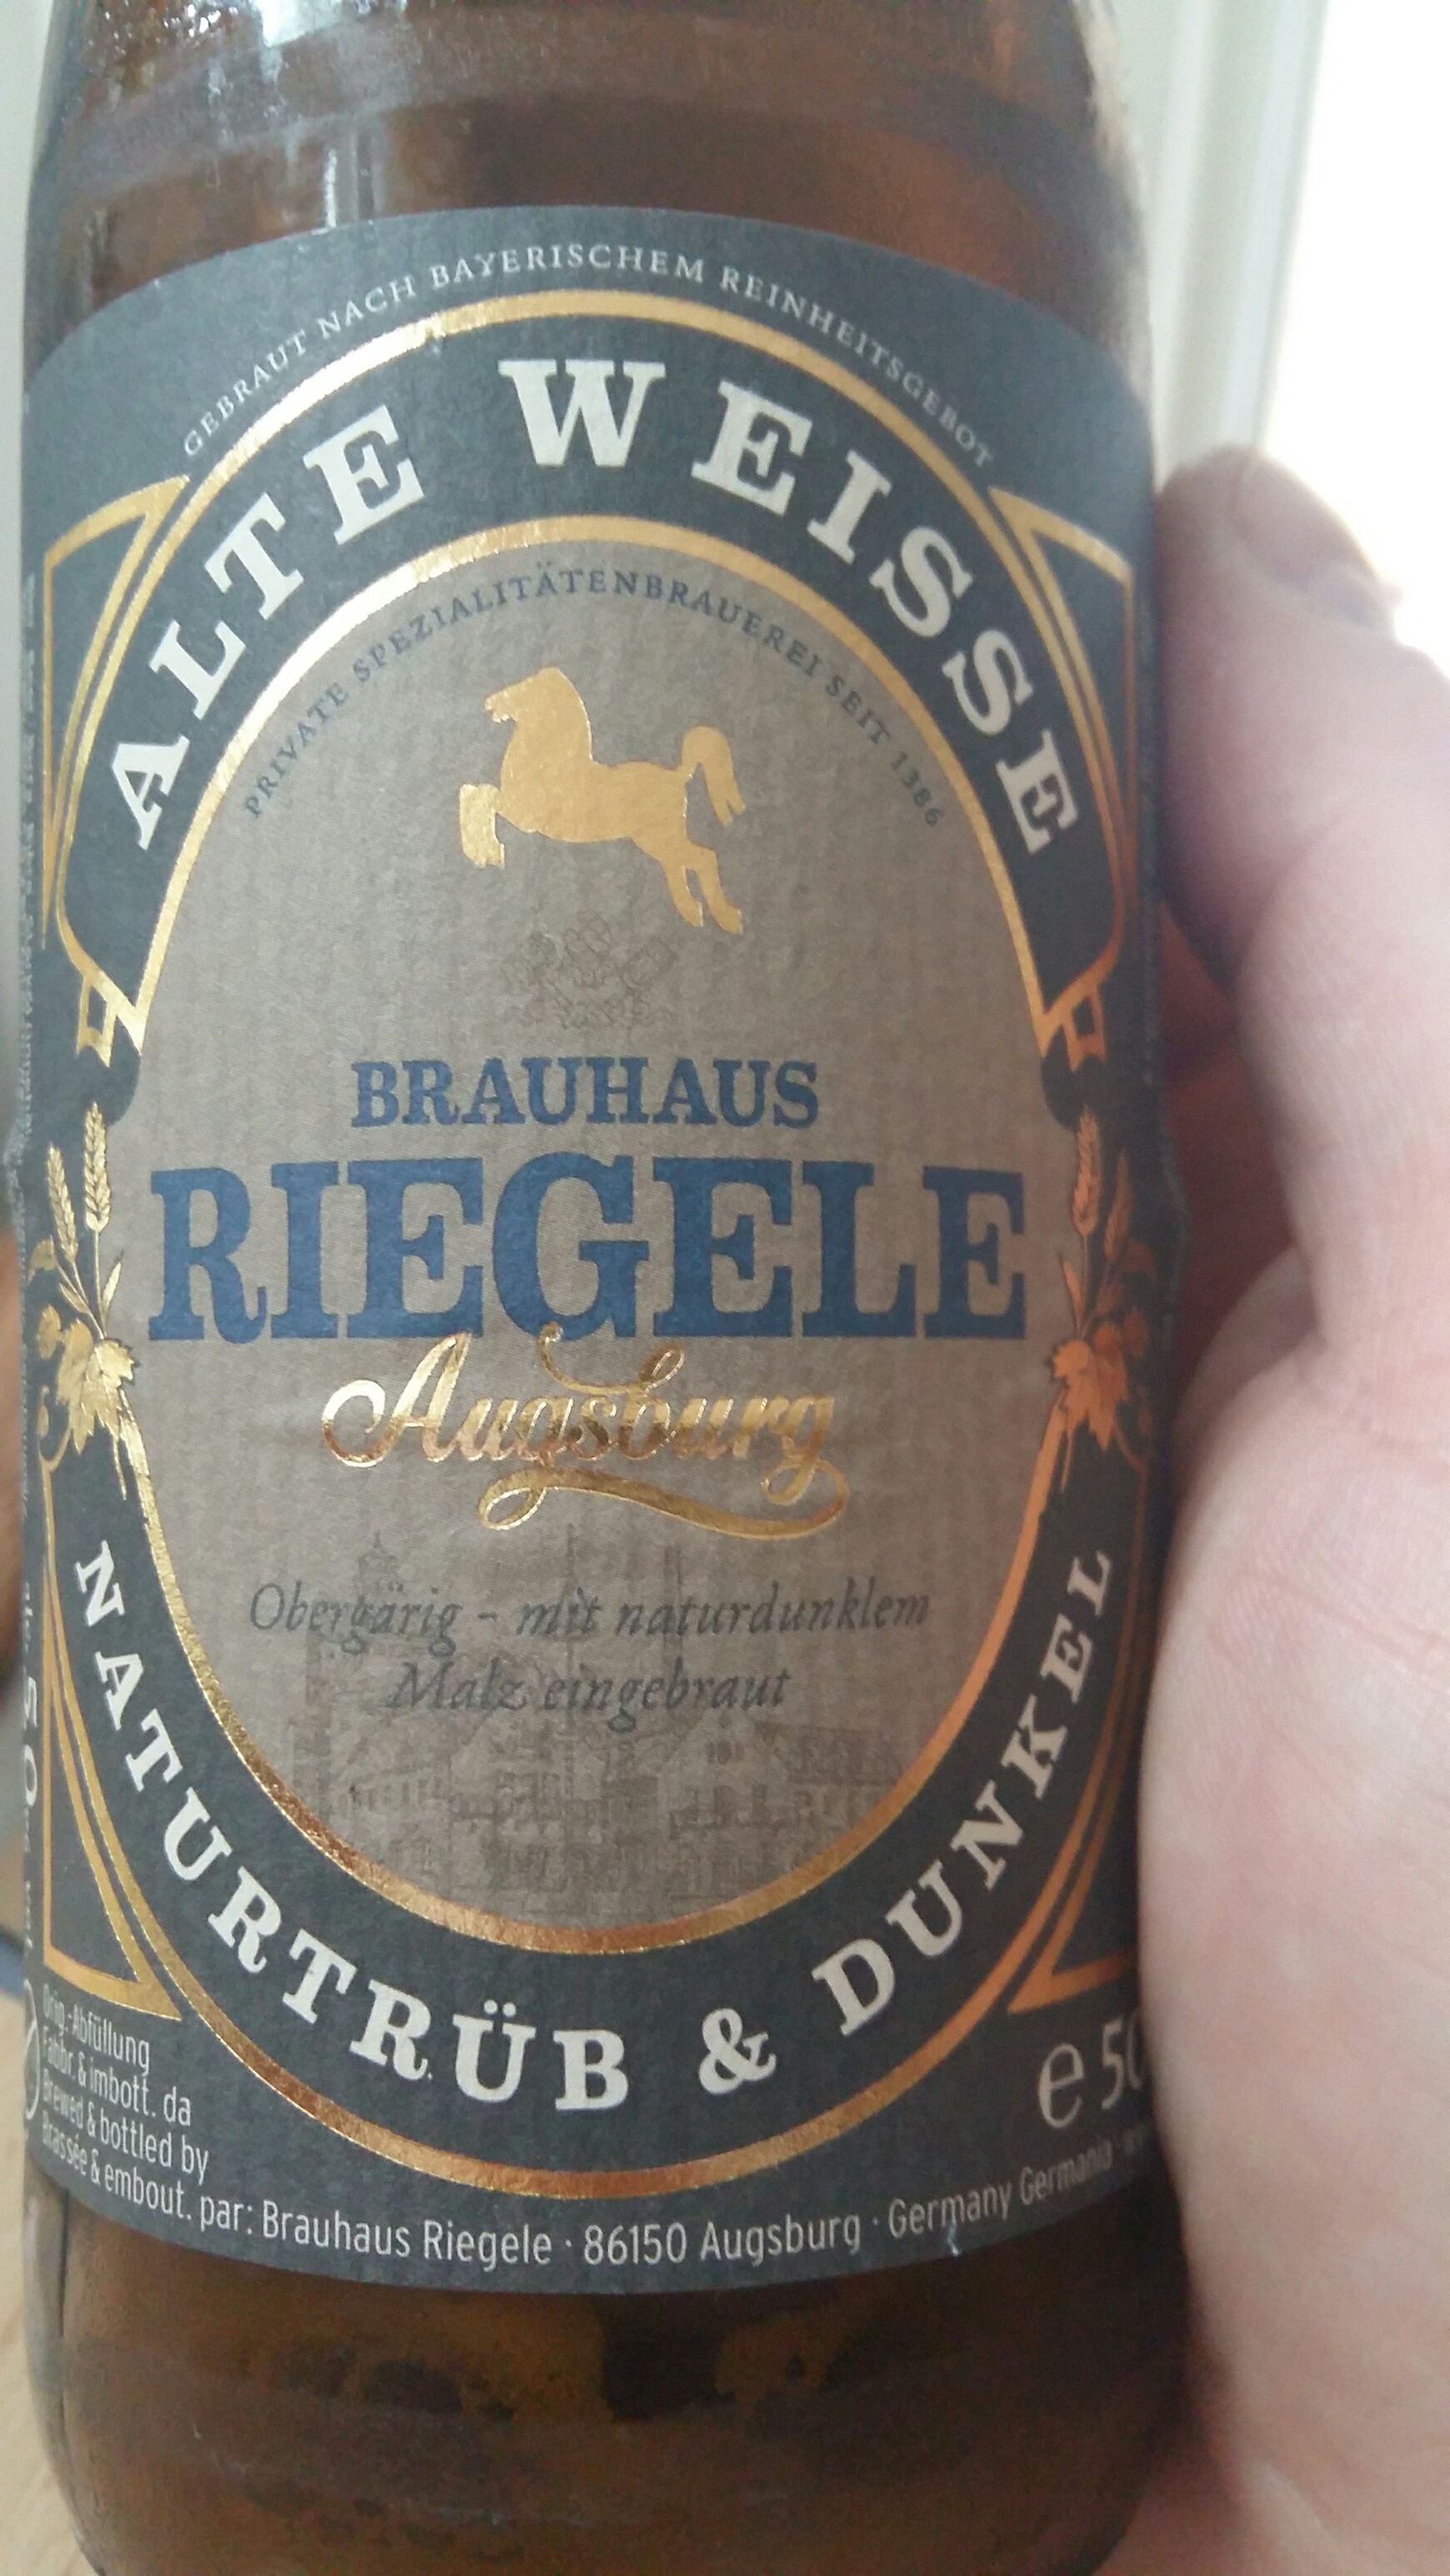 GEBRAUT NACH BAYERISCHEM REINHEITSGEBOT
ALTE WEISSE
PRIVATE SPEZIALITÄTENBRAUEREI SEIT 1386
BRAUHAUS
RIEGELE
Augsburg
Obergärig – mit naturdunklem
Malz eingebraut
NATURTRÜB & DUNKEL
Orig.-Abfüllung
Fabbr. & imbott. da
Brewed & bottled by
Brassée & embout. par: Brauhaus Riegele · 86150 Augsburg · Germany Germania
e 50